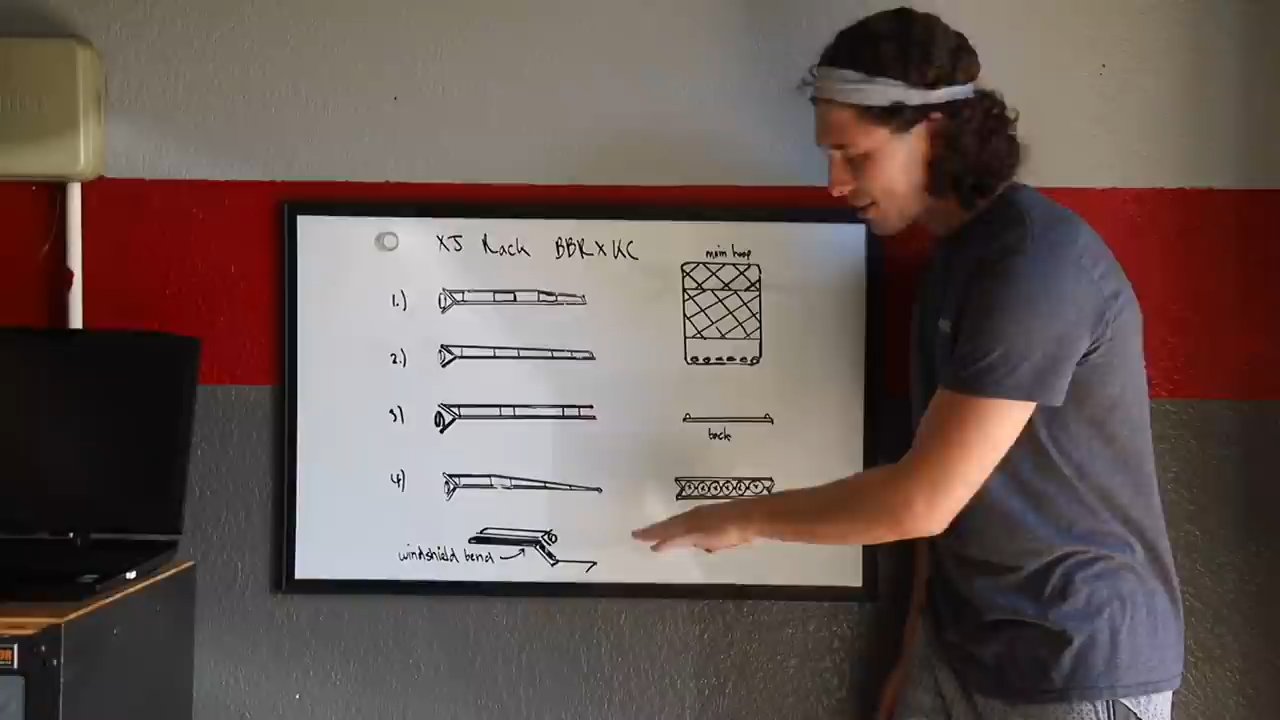 XJ Rack BBR x KC
main hoop
1.)
2.)
3)
back
4)
windshield bend